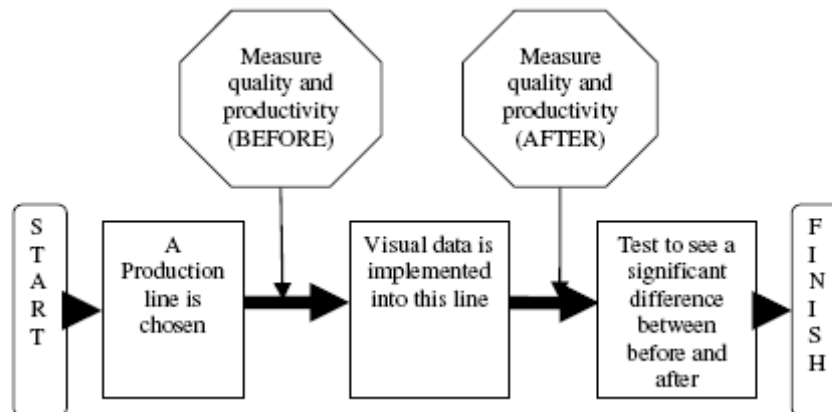 Measure
quality and
productivity
(BEFORE)
Measure
quality and
productivity
(AFTER)
S
T
A
R
T
A
Production
line is
chosen
Visual data is
implemented
into this line
Test to see a
significant
difference
between
before and
after
F
I
N
I
S
H